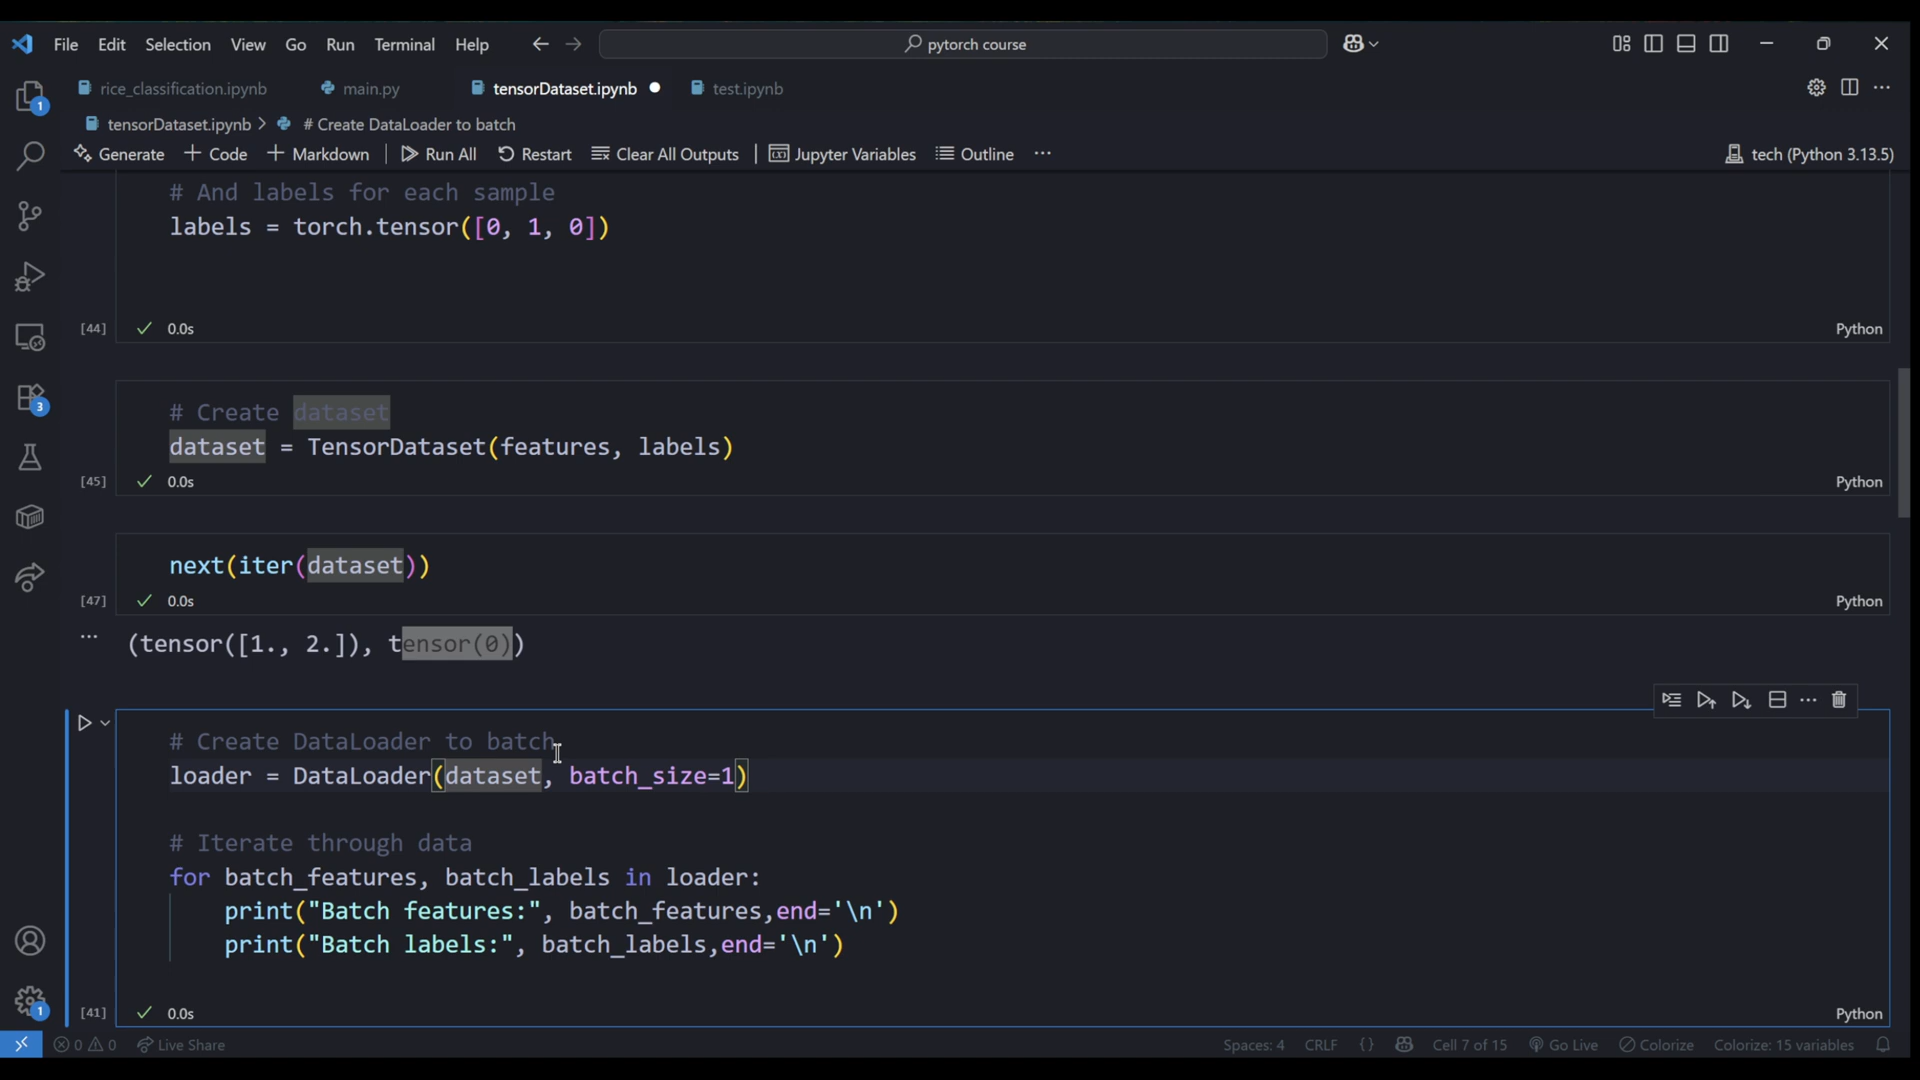 File Edit Selection View Go Run Terminal Help pytorch course
rice_classification.ipynb main.py tensorDataset.ipynb test.ipynb
tensorDataset.ipynb > # Create DataLoader to batch
Generate + Code + Markdown Run All Restart Clear All Outputs Jupyter Variables Outline ... tech (Python 3.13.5)
# And labels for each sample
labels = torch.tensor([0, 1, 0])
[44] 0.0s Python
# Create dataset
dataset = TensorDataset(features, labels)
[45] 0.0s Python
next(iter(dataset))
[47] 0.0s Python
... (tensor([1., 2.]), tensor(0))
# Create DataLoader to batch
loader = DataLoader(dataset, batch_size=1)
# Iterate through data
for batch_features, batch_labels in loader:
print("Batch features:", batch_features,end='\n')
print("Batch labels:", batch_labels,end='\n')
[41] 0.0s Python
0 0 Live Share Spaces: 4 CRLF {} Cell 7 of 15 Go Live Colorize Colorize: 15 variables
1
3
1